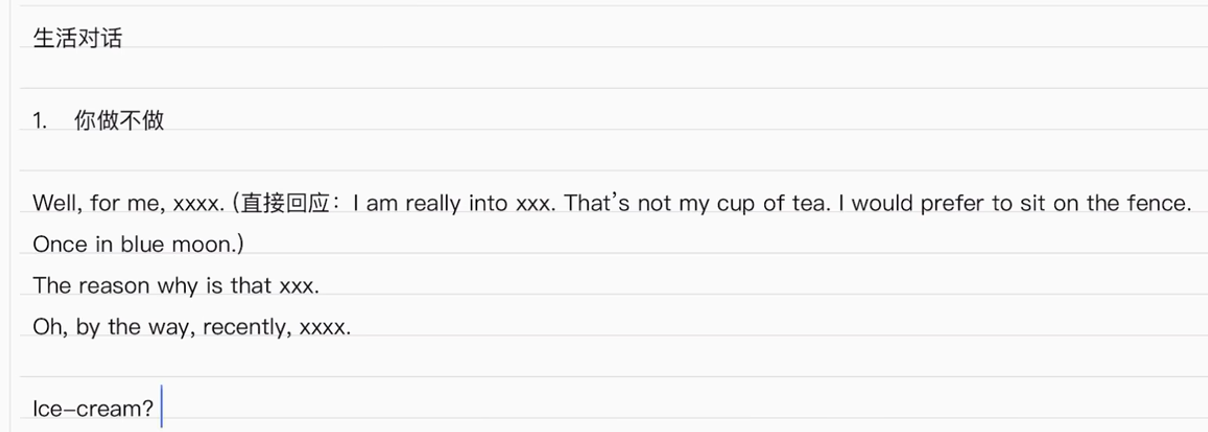 生活对话
1. 你做不做
Well, for me, xxxx. (直接回应：I am really into xxx. That's not my cup of tea. I would prefer to sit on the fence.
Once in blue moon.)
The reason why is that xxx.
Oh, by the way, recently, xxxx.
Ice-cream?